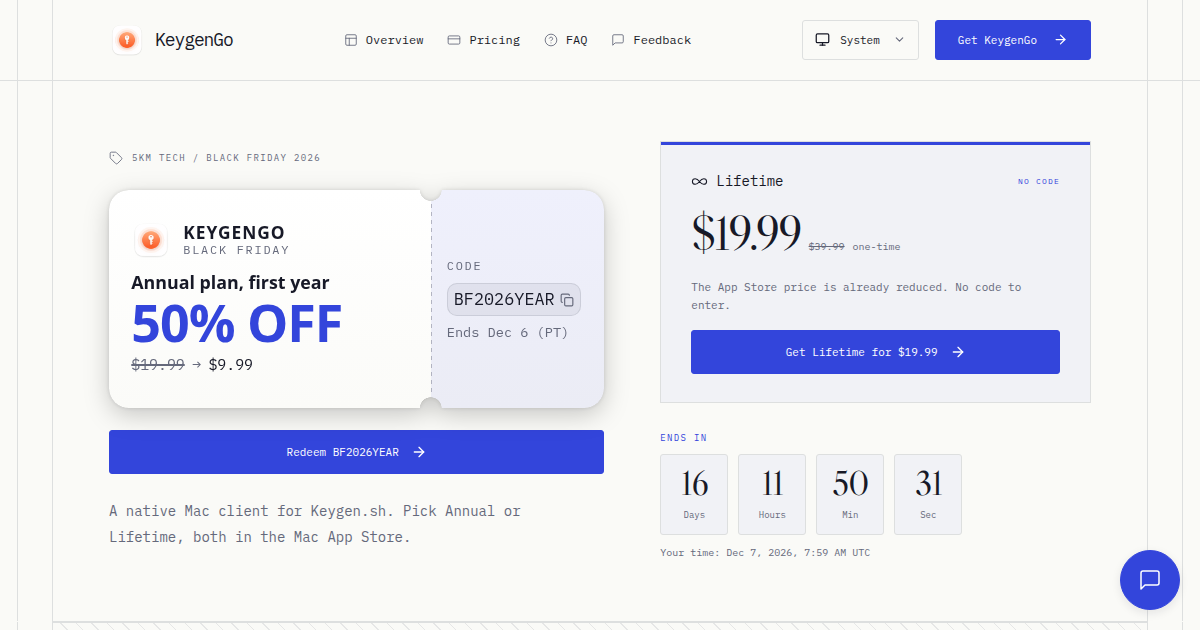 KeygenGo
Overview
Pricing
FAQ
Feedback
System
Get KeygenGo
5KM TECH / BLACK FRIDAY 2026
KEYGENGO
BLACK FRIDAY
Annual plan, first year
50% OFF
$19.99 → $9.99
CODE
BF2026YEAR
Ends Dec 6 (PT)
Redeem BF2026YEAR
A native Mac client for Keygen.sh. Pick Annual or
Lifetime, both in the Mac App Store.
Lifetime
NO CODE
$19.99 $39.99 one-time
The App Store price is already reduced. No code to
enter.
Get Lifetime for $19.99
ENDS IN
16 11 50 31
Days Hours Min Sec
Your time: Dec 7, 2026, 7:59 AM UTC